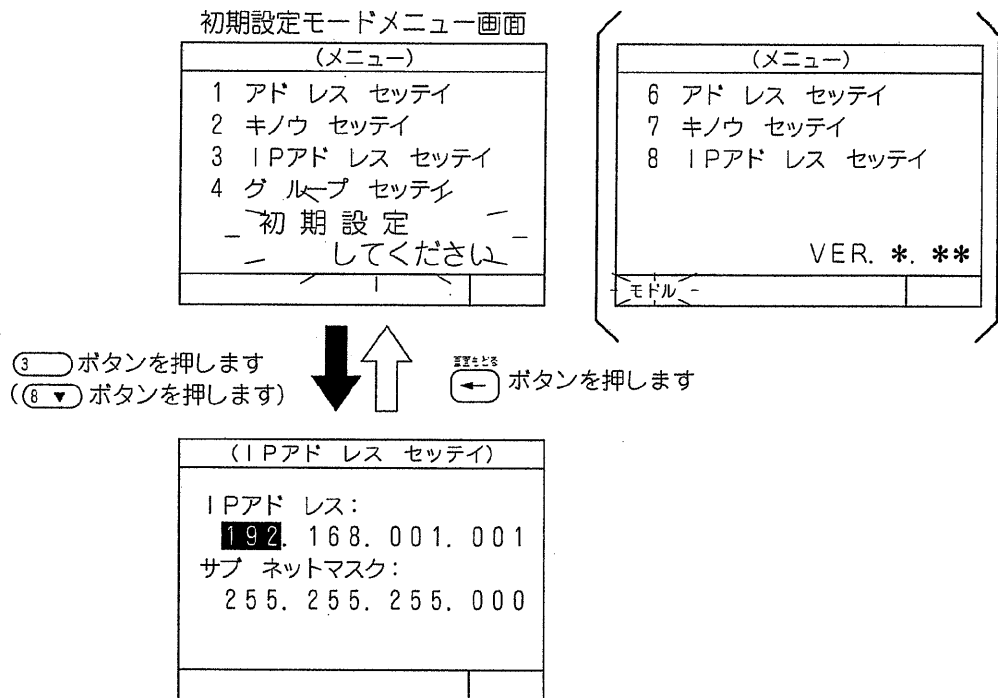 初期設定モードメニュー画面
(メニュー)
1 アドレス セッテイ
2 キノウ セッテイ
3 IPアドレス セッテイ
4 グループ セッテイ
初期設定
してください
(メニュー)
6 アドレス セッテイ
7 キノウ セッテイ
8 IPアドレス セッテイ
VER. *. **
モドル
3 ボタンを押します
(8 ▼ ボタンを押します)
画面もどる
← ボタンを押します
(IPアドレス セッテイ)
IPアドレス:
192. 168. 001. 001
サブネットマスク:
255. 255. 255. 000